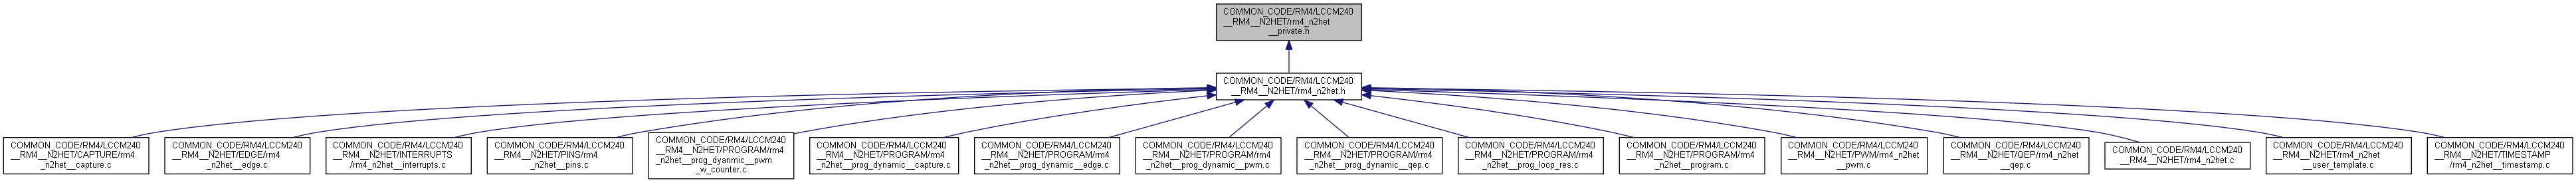 COMMON_CODE/RM4/LCCM240
__RM4__N2HET/rm4_n2het
__private.h
COMMON_CODE/RM4/LCCM240
__RM4__N2HET/rm4_n2het.h
COMMON_CODE/RM4/LCCM240
__RM4__N2HET/CAPTURE/rm4
_n2het__capture.c
COMMON_CODE/RM4/LCCM240
__RM4__N2HET/EDGE/rm4
_n2het__edge.c
COMMON_CODE/RM4/LCCM240
__RM4__N2HET/INTERRUPTS
/rm4_n2het__interrupts.c
COMMON_CODE/RM4/LCCM240
__RM4__N2HET/PINS/rm4
_n2het__pins.c
COMMON_CODE/RM4/LCCM240
__RM4__N2HET/PROGRAM/rm4
_n2het__prog_dyanmic__pwm
_w_counter.c
COMMON_CODE/RM4/LCCM240
__RM4__N2HET/PROGRAM/rm4
_n2het__prog_dynamic__capture.c
COMMON_CODE/RM4/LCCM240
__RM4__N2HET/PROGRAM/rm4
_n2het__prog_dynamic__edge.c
COMMON_CODE/RM4/LCCM240
__RM4__N2HET/PROGRAM/rm4
_n2het__prog_dynamic__pwm.c
COMMON_CODE/RM4/LCCM240
__RM4__N2HET/PROGRAM/rm4
_n2het__prog_dynamic__qep.c
COMMON_CODE/RM4/LCCM240
__RM4__N2HET/PROGRAM/rm4
_n2het__prog_loop_res.c
COMMON_CODE/RM4/LCCM240
__RM4__N2HET/PROGRAM/rm4
_n2het__program.c
COMMON_CODE/RM4/LCCM240
__RM4__N2HET/PWM/rm4_n2het
__pwm.c
COMMON_CODE/RM4/LCCM240
__RM4__N2HET/QEP/rm4_n2het
__qep.c
COMMON_CODE/RM4/LCCM240
__RM4__N2HET/rm4_n2het.c
COMMON_CODE/RM4/LCCM240
__RM4__N2HET/rm4_n2het
__user_template.c
COMMON_CODE/RM4/LCCM240
__RM4__N2HET/TIMESTAMP
/rm4_n2het__timestamp.c